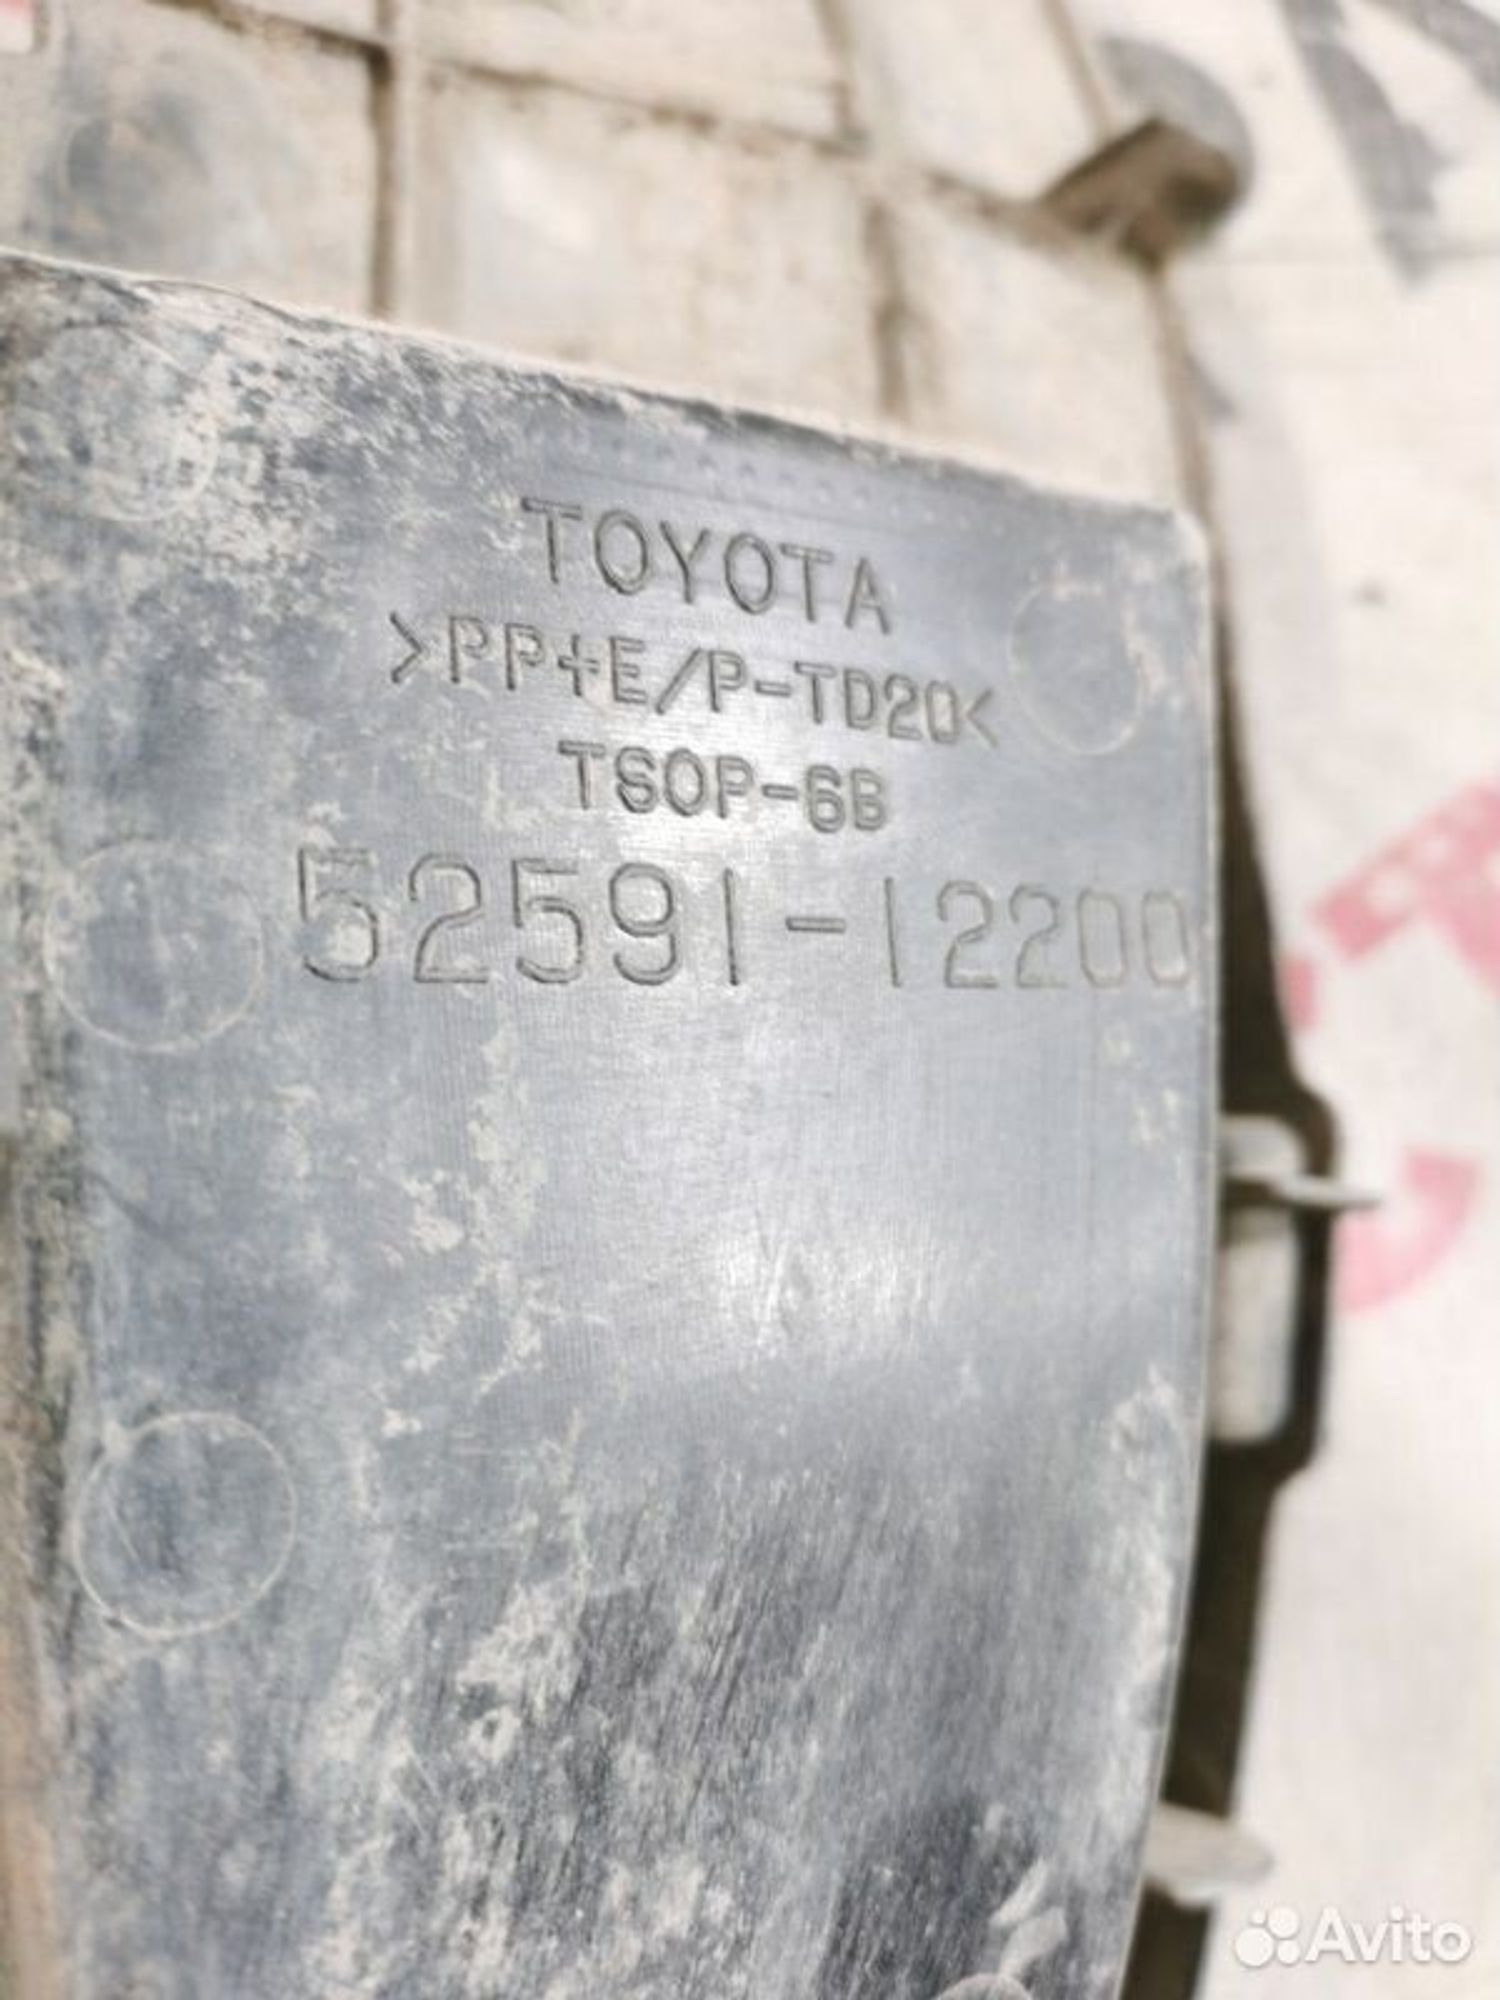 TOYOTA
>PP+E/P-TD20<
TSOP-6B
52591-12200
Avito